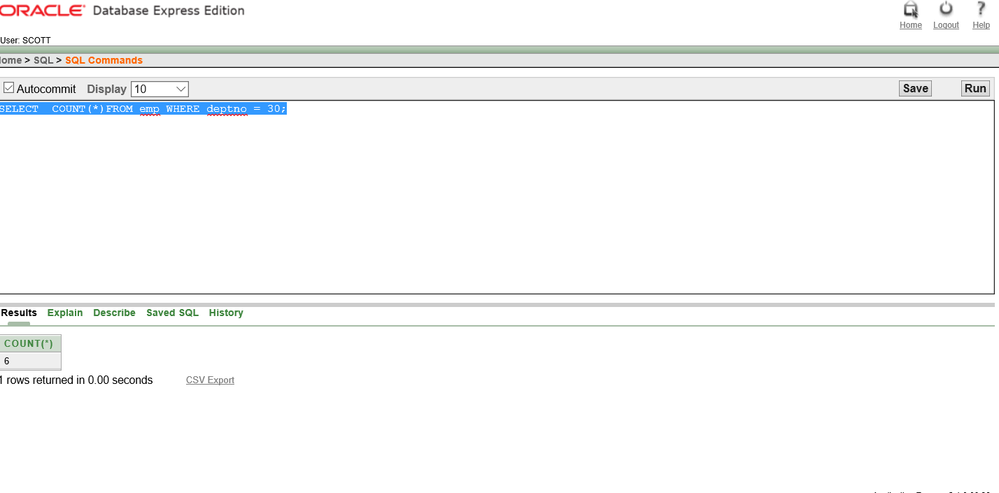 ORACLE Database Express Edition
Home Logout Help
User: SCOTT
ome > SQL > SQL Commands
Autocommit Display 10 Save Run
SELECT  COUNT(*)FROM emp WHERE deptno = 30;
Results Explain Describe Saved SQL History
COUNT(*)
6
1 rows returned in 0.00 seconds CSV Export